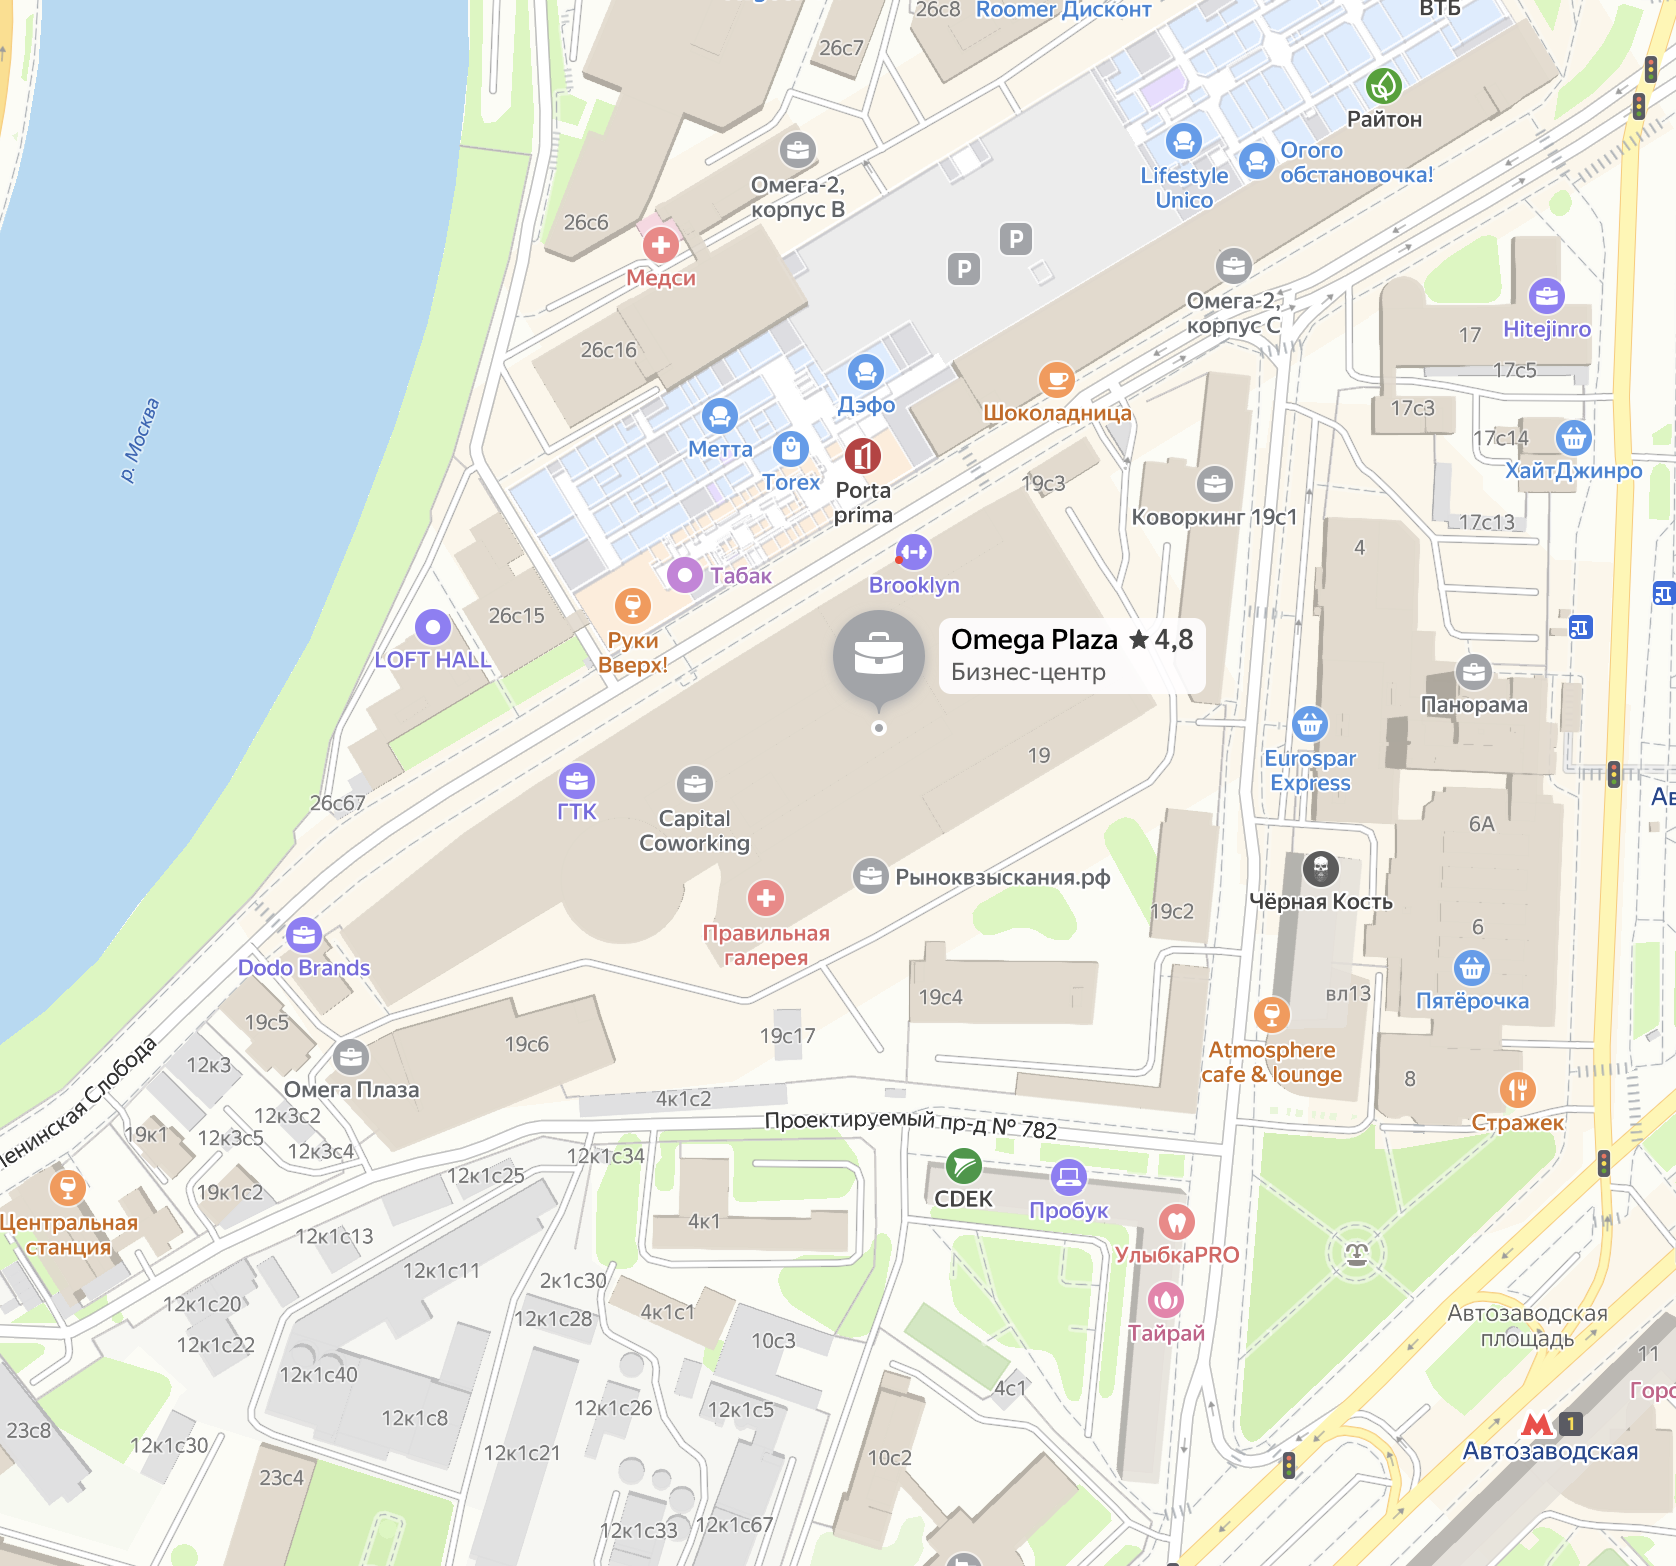 26с8
Roomer Дисконт
ВТБ
26с7
Райтон
Омега-2,
корпус В
Lifestyle
Unico
Огого
обстановочка!
26с6
Медси
P
P
Омега-2,
корпус С
Hitejinro
17
17с5
26с16
Дэфо
Шоколадница
17с3
Метта
Torex
Porta
prima
17с14
ХайтДжинро
р. Москва
19с3
Коворкинг 19с1
17с13
4
Brooklyn
Табак
26с15
LOFT HALL
Руки
Вверх!
Omega Plaza ★ 4,8
Бизнес-центр
Панорама
19
Eurospar
Express
26с67
ГТК
Capital
Coworking
Ав
6А
Рыноквзыскания.рф
Чёрная Кость
19с2
Правильная
галерея
6
Dodo Brands
19с4
вл13
Пятёрочка
19с5
19с17
19с6
Atmosphere
cafe & lounge
12к3
Омега Плаза
8
4к1с2
Стражек
Ленинская Слобода
12к3с2
Проектируемый пр-д № 782
19к1
12к3с5
12к3с4
12к1с34
12к1с25
CDEK
Пробук
19к1с2
Центральная
станция
4к1
12к1с13
УлыбкаPRO
12к1с11
2к1с30
12к1с20
12к1с28
4к1с1
Тайрай
Автозаводская
площадь
12к1с22
10с3
11
12к1с40
4с1
Горо
12к1с8
12к1с26
12к1с5
23с8
12к1с30
12к1с21
1
Автозаводская
10с2
23с4
12к1с33
12к1с67